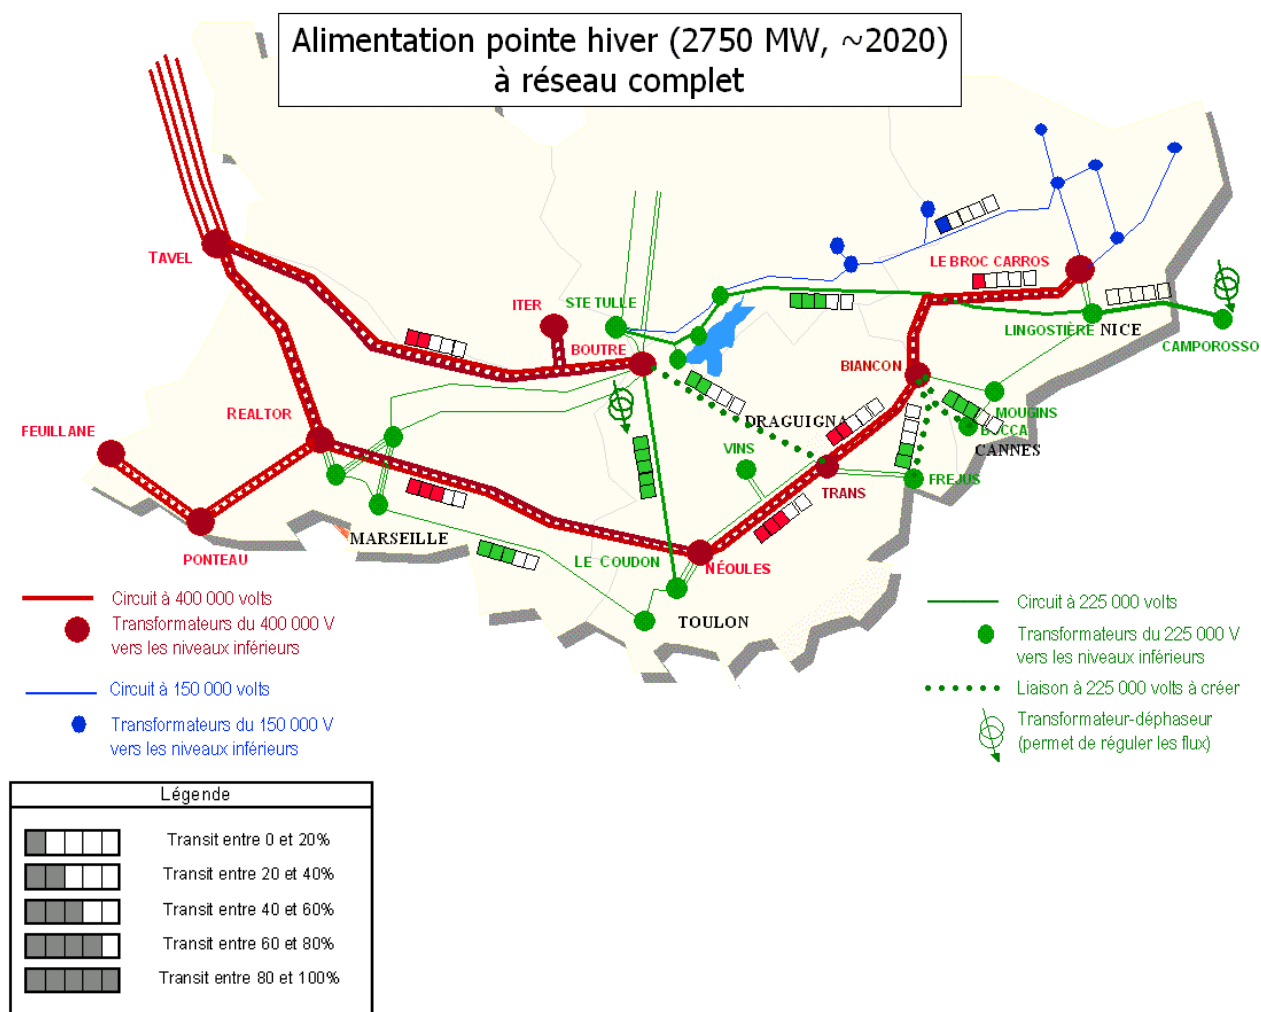 Alimentation pointe hiver (2750 MW, ~2020)
à réseau complet
TAVEL
ITER
STE TULLE
BOUTRE
LE BROC CARROS
LINGOSTIÈRE
NICE
CAMPOROSSO
BIANCON
MOUGINS
BOCCA
CANNES
DRAGUIGNA
VINS
TRANS
FREJUS
REALTOR
FEUILLANE
PONTEAU
MARSEILLE
LE COUDON
NÉOULES
TOULON
Circuit à 400 000 volts
Transformateurs du 400 000 V
vers les niveaux inférieurs
Circuit à 150 000 volts
Transformateurs du 150 000 V
vers les niveaux inférieurs
Circuit à 225 000 volts
Transformateurs du 225 000 V
vers les niveaux inférieurs
Liaison à 225 000 volts à créer
Transformateur-déphaseur
(permet de réguler les flux)
Légende
Transit entre 0 et 20%
Transit entre 20 et 40%
Transit entre 40 et 60%
Transit entre 60 et 80%
Transit entre 80 et 100%